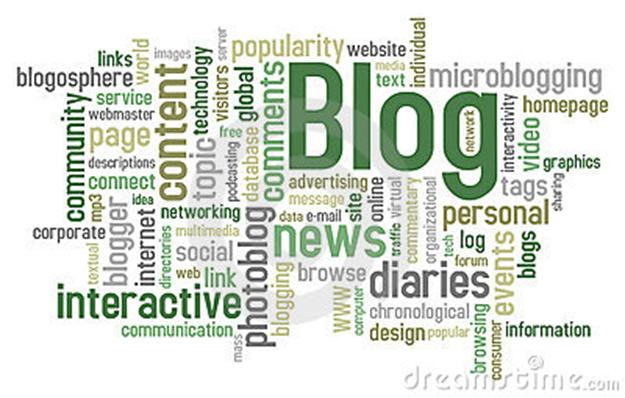 links
world
images
technology
server
visitors
popularity
website
individual
blogosphere
media
text
microblogging
service
content
global
comments
Blog
network
interactivity
homepage
webmaster
community
page
topic
free
podcasting
database
video
graphics
descriptions
connect
advertising
virtual
commentary
organizational
tags
sharing
mp3
idea
networking
message
site
online
personal
corporate
blogger
internet
directories
multimedia
data
e-mail
traffic
tech
log
events
blogs
textual
social
photoblog
news
forum
web
link
blogging
browse
diaries
interactive
www
computer
chronological
browsing
consumer
communication
mass
design
popular
information
dreamstime.com